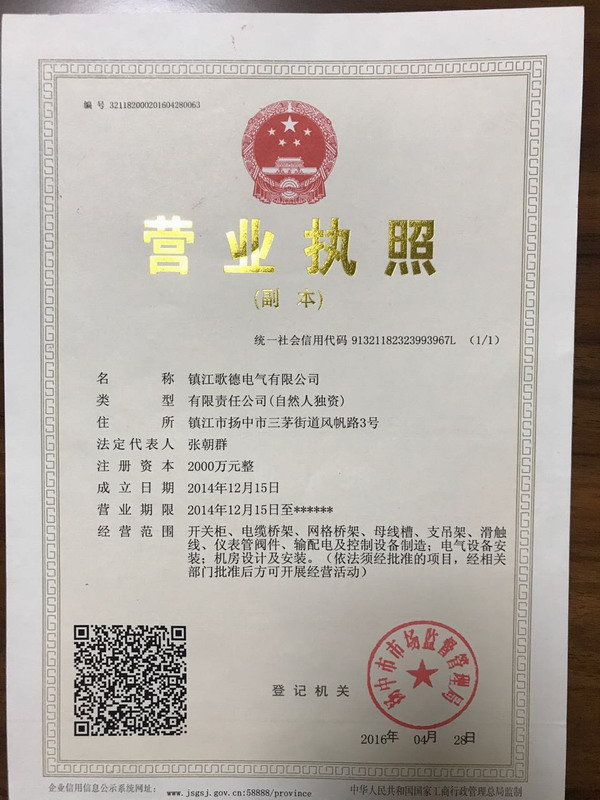 编号 321182000201604280063
营业执照
(副本)
统一社会信用代码 91321182323993967L (1/1)
名称 镇江歌德电气有限公司
类型 有限责任公司(自然人独资)
住所 镇江市扬中市三茅街道风帆路3号
法定代表人 张朝群
注册资本 2000万元整
成立日期 2014年12月15日
营业期限 2014年12月15日至******
经营范围 开关柜、电缆桥架、网格桥架、母线槽、支吊架、滑触
线、仪表管阀件、输配电及控制设备制造；电气设备安
装；机房设计及安装。（依法须经批准的项目，经相关
部门批准后方可开展经营活动）
扬中市市场监督管理局
登记机关
2016年 04月 28日
企业信用信息公示系统网址： www.jsgsj.gov.cn:58888/province 中华人民共和国国家工商行政管理总局监制